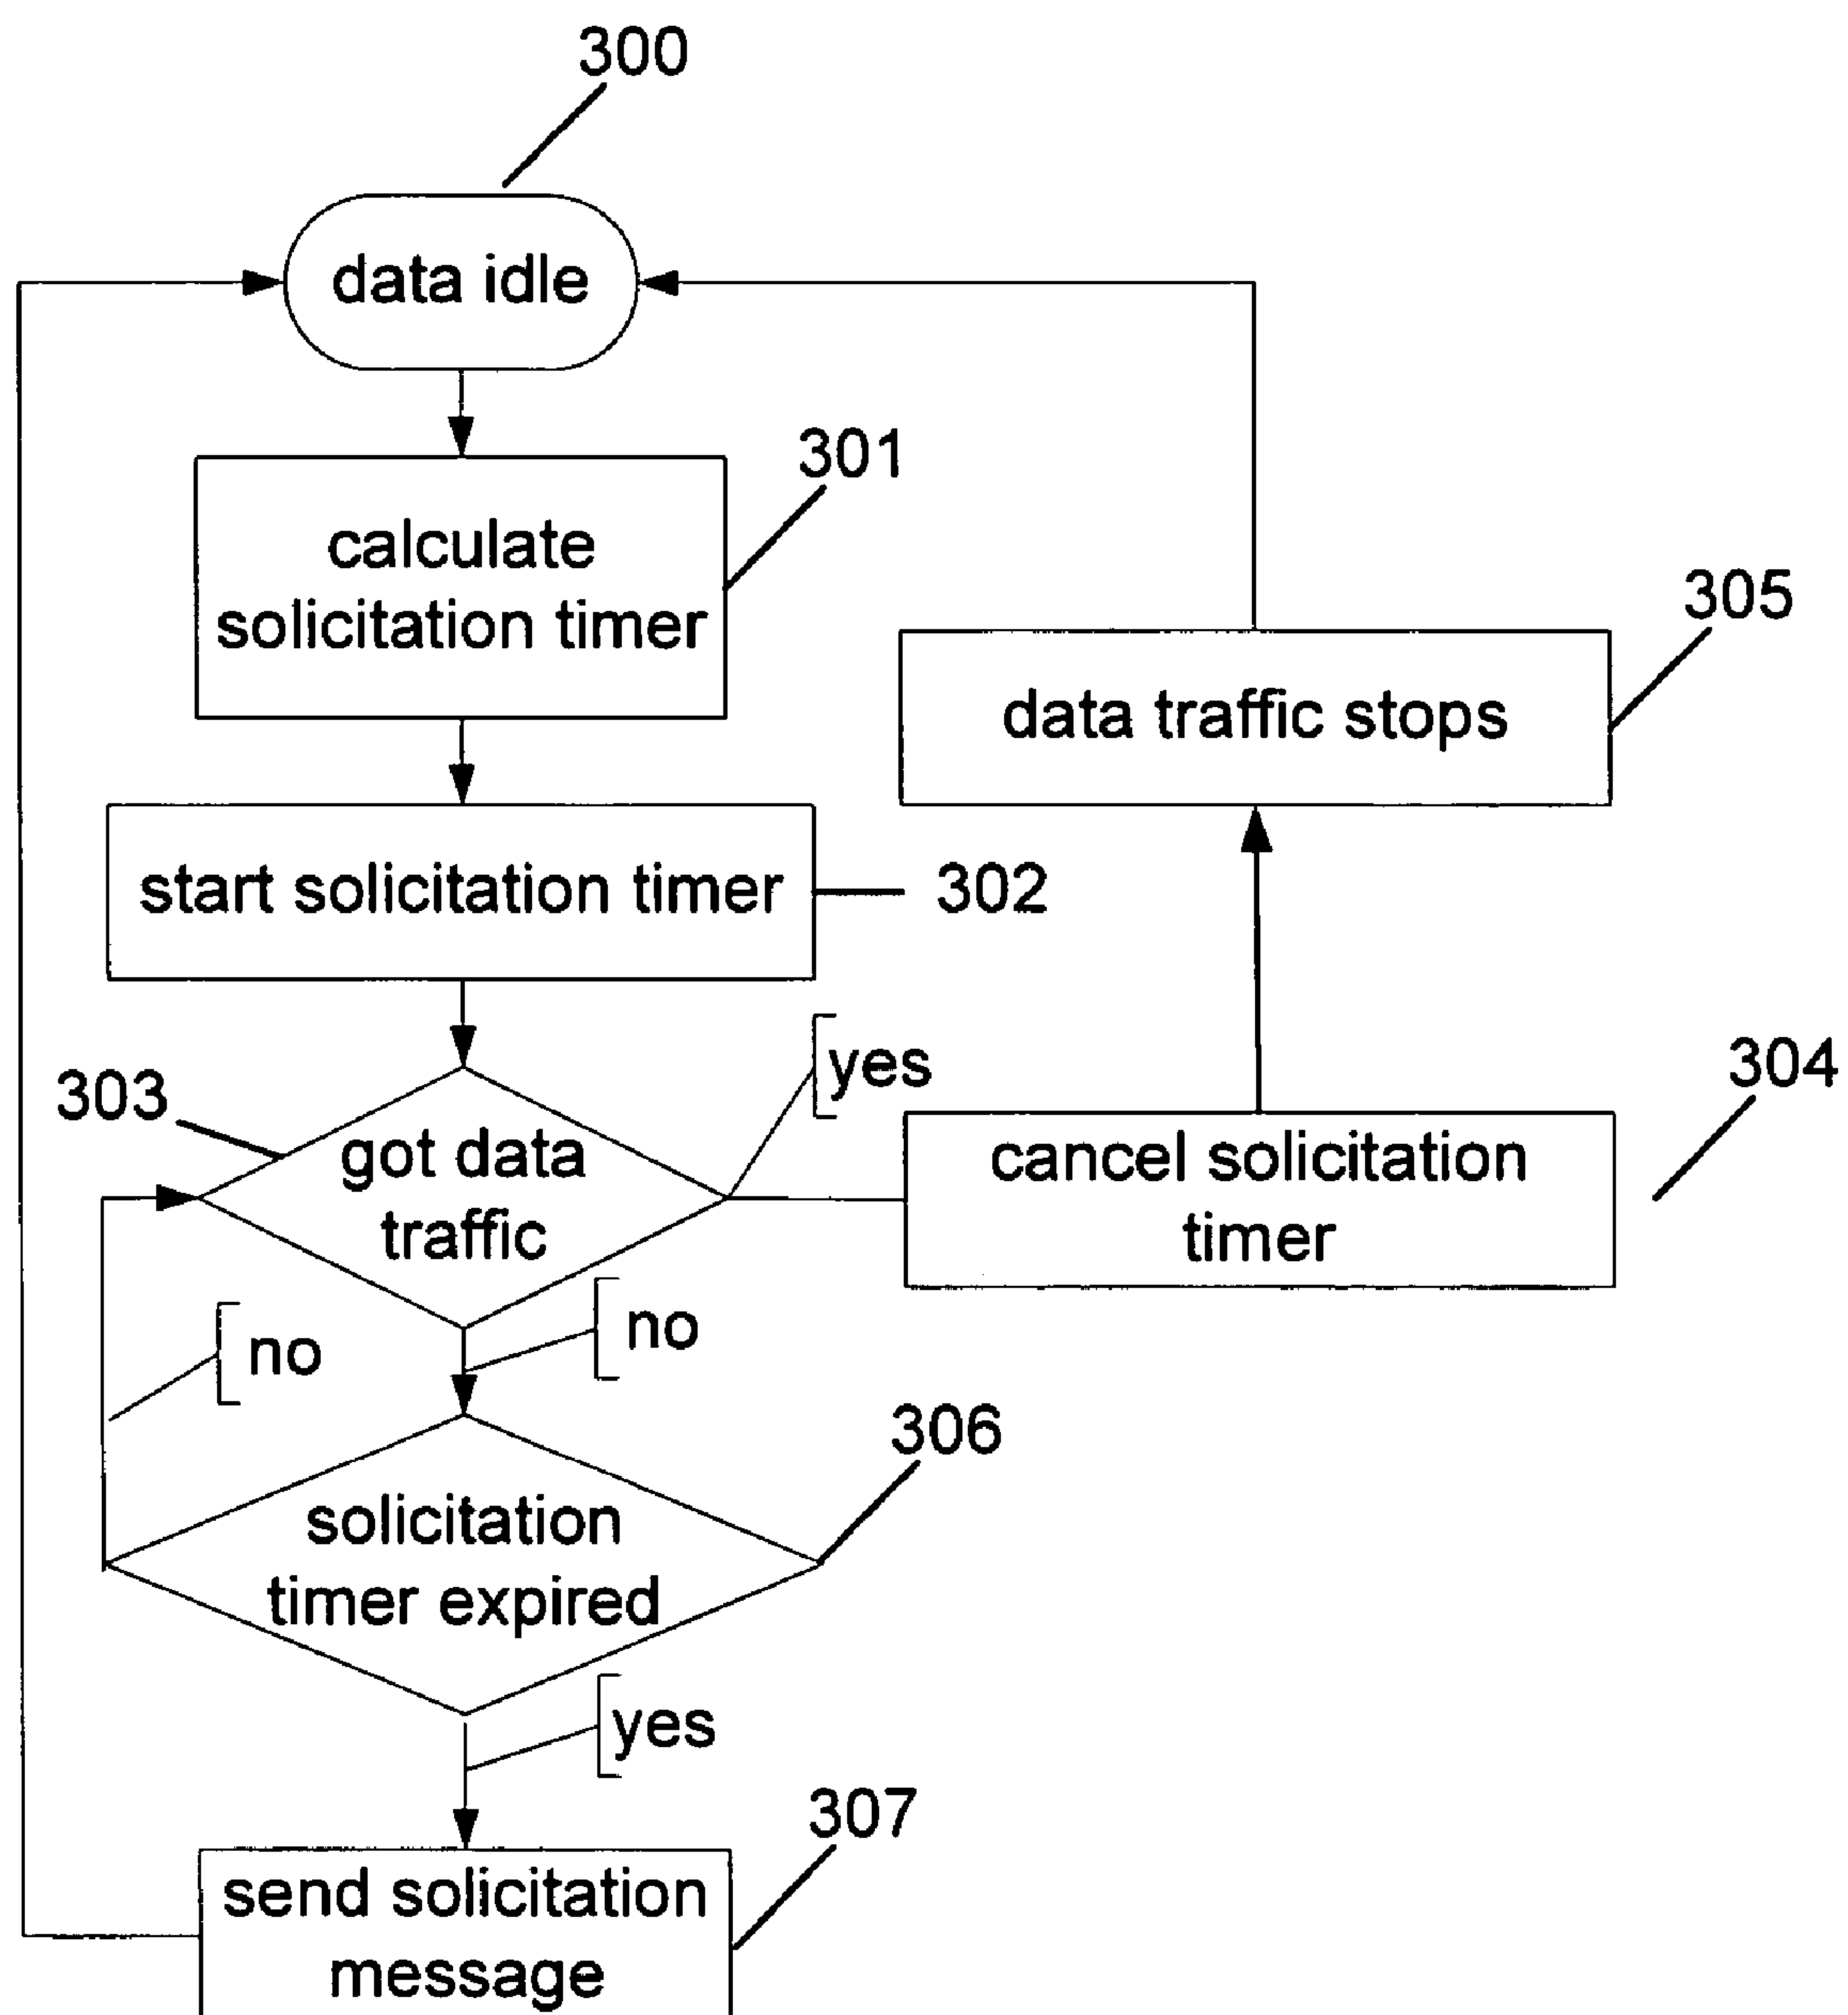 300
data idle
301
calculate
solicitation timer
305
data traffic stops
start solicitation timer
302
yes
304
303
got data
traffic
cancel solicitation
timer
no
no
306
solicitation
timer expired
yes
307
send solicitation
message